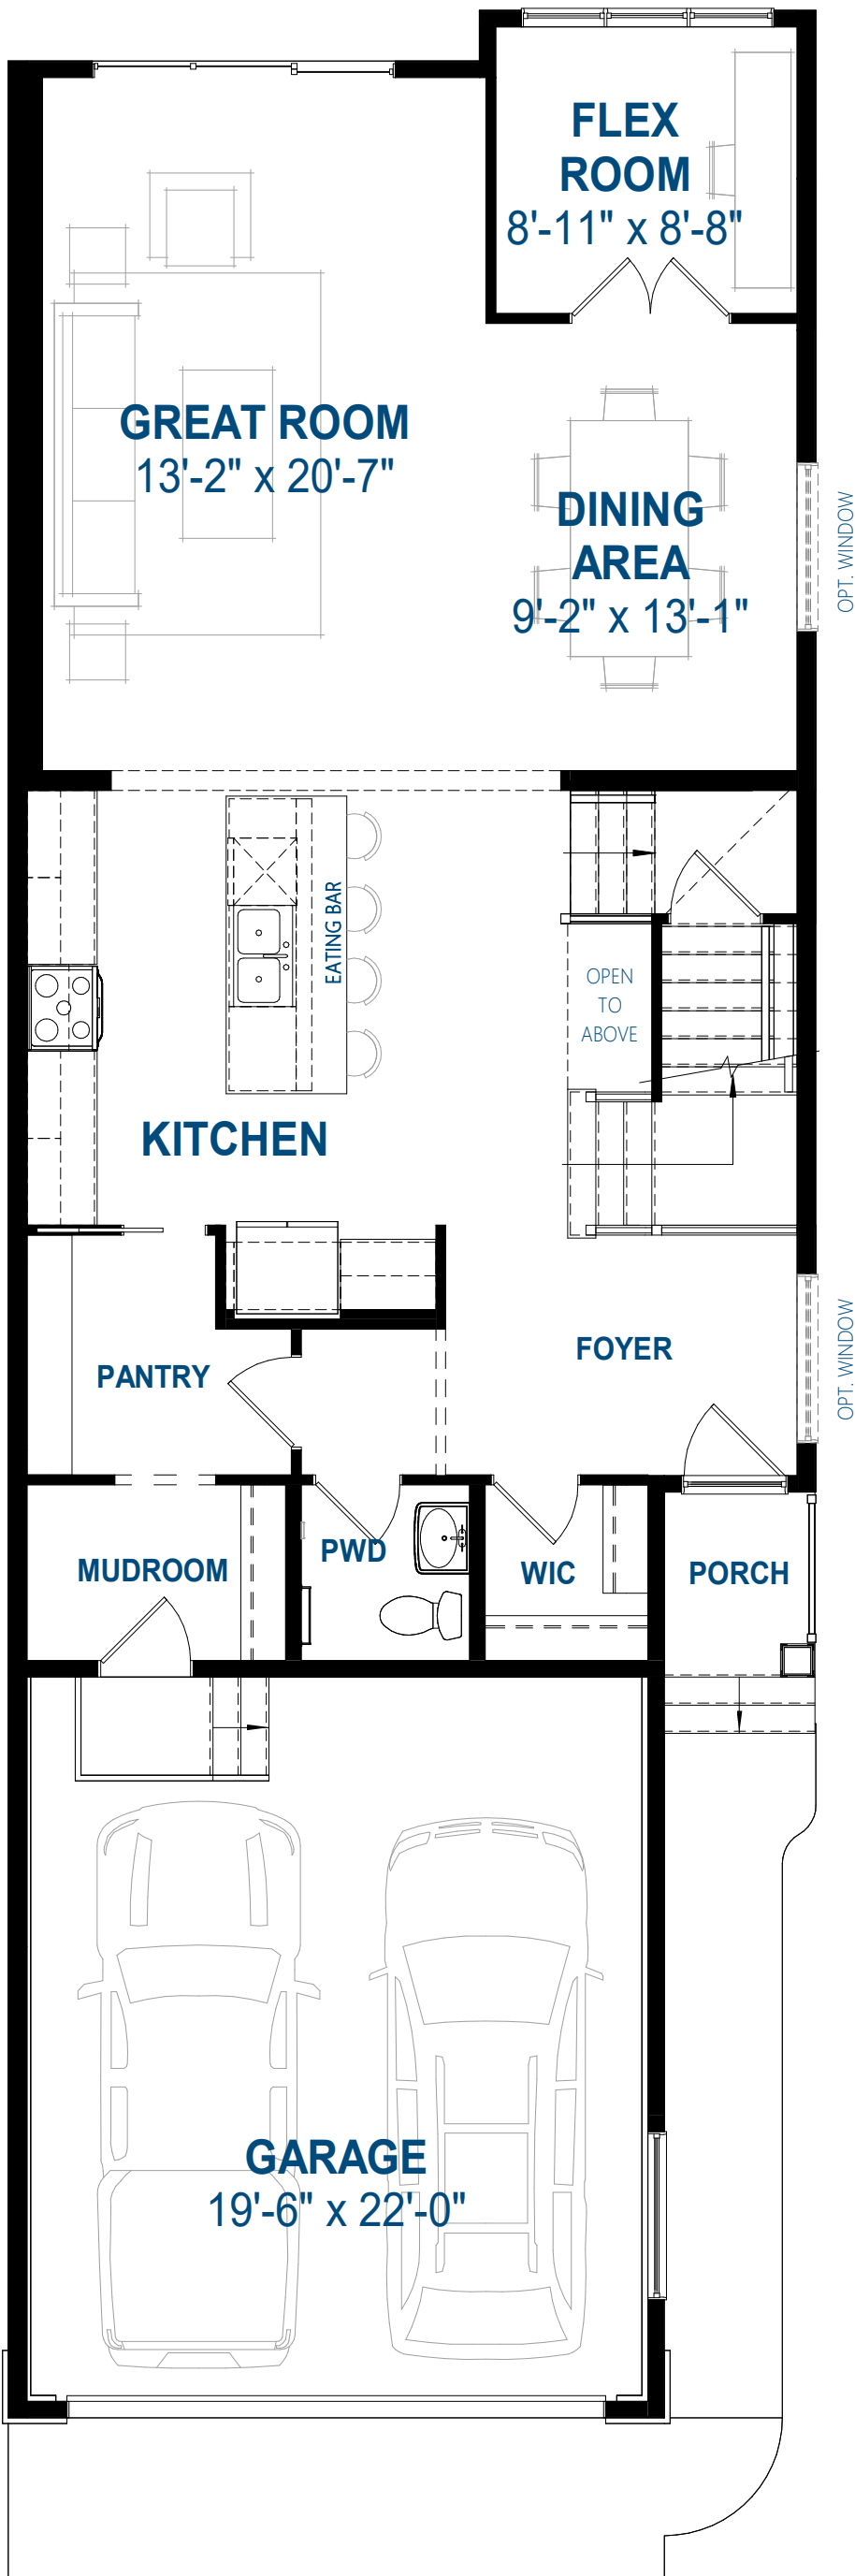 FLEX
ROOM
8'-11" x 8'-8"
GREAT ROOM
13'-2" x 20'-7"
DINING
AREA
9'-2" x 13'-1"
OPT. WINDOW
EATING BAR
OPEN
TO
ABOVE
KITCHEN
FOYER
OPT. WINDOW
PANTRY
MUDROOM
PWD
WIC
PORCH
GARAGE
19'-6" x 22'-0"